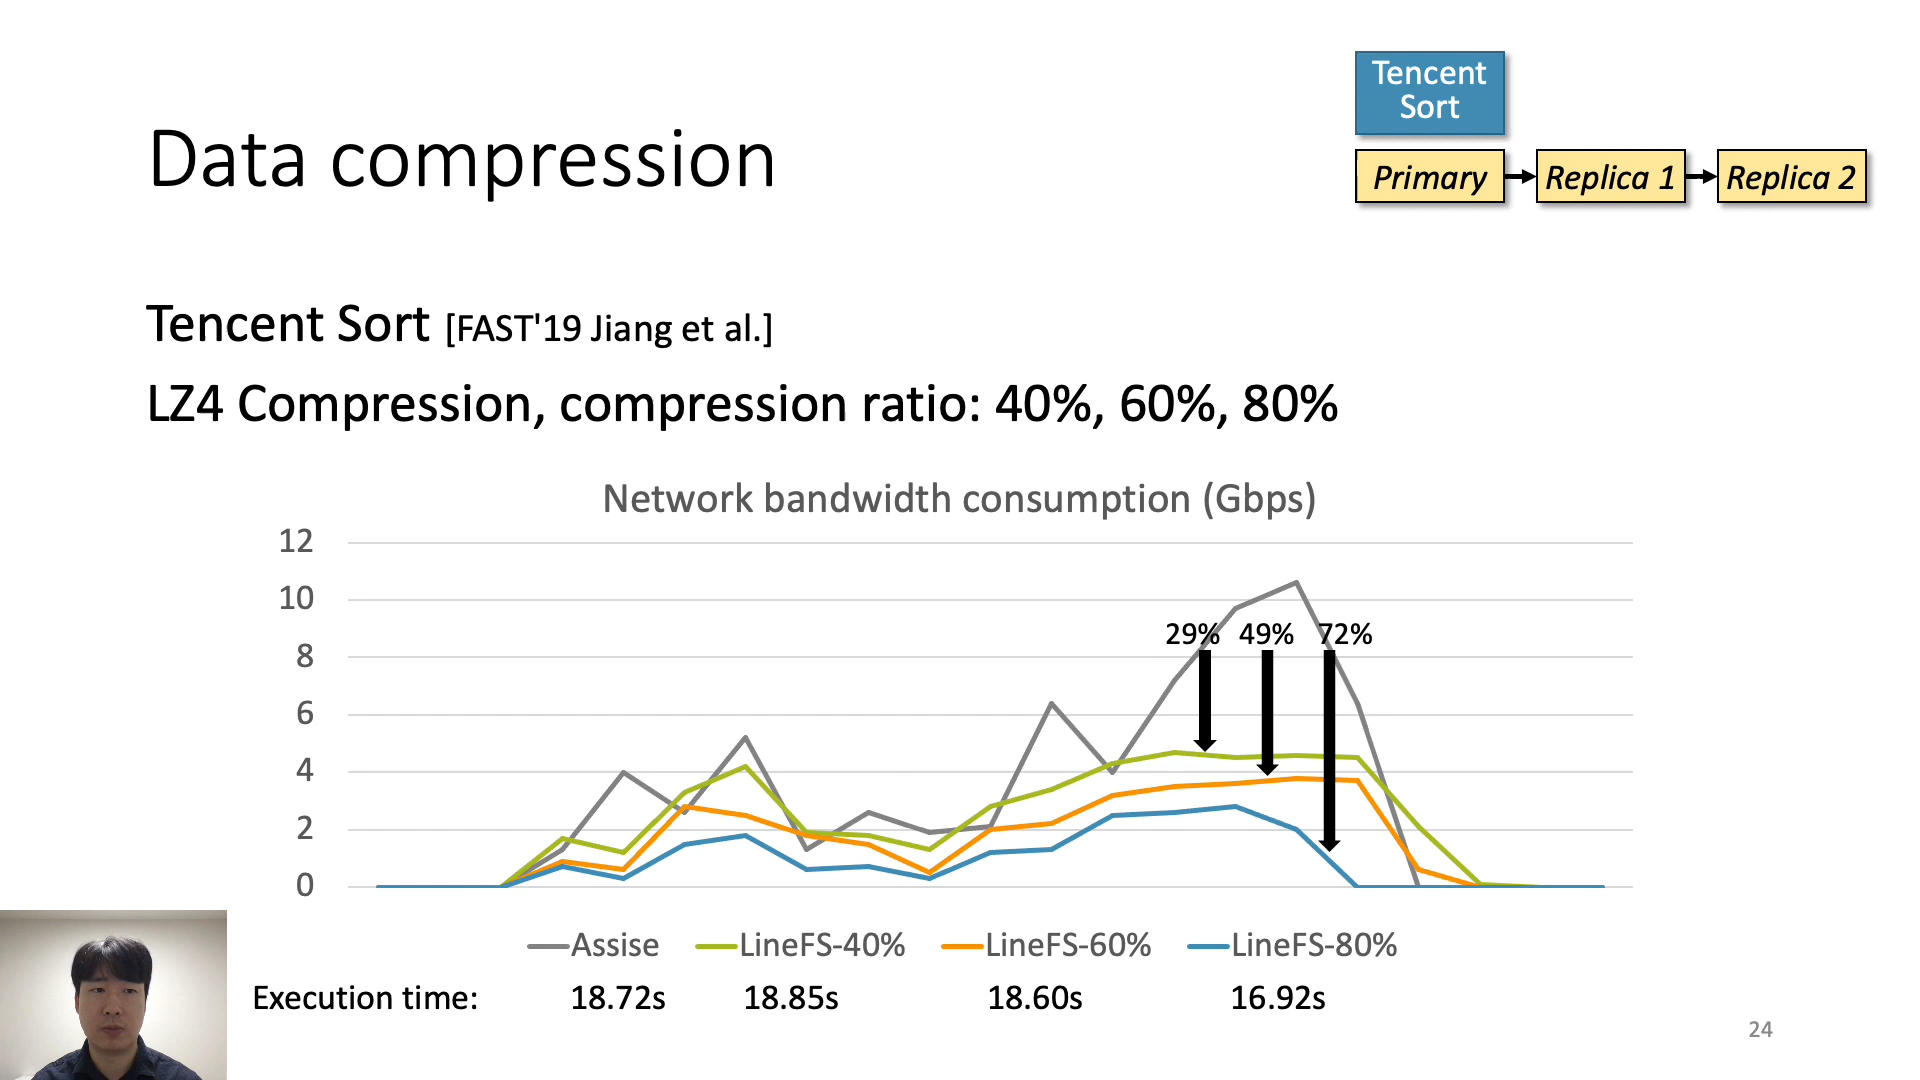 Tencent
Sort
Primary
Replica 1
Replica 2
Data compression
Tencent Sort [FAST'19 Jiang et al.]
LZ4 Compression, compression ratio: 40%, 60%, 80%
Network bandwidth consumption (Gbps)
12
10
8
6
4
2
0
29%
49%
72%
Assise
LineFS-40%
LineFS-60%
LineFS-80%
Execution time:
18.72s
18.85s
18.60s
16.92s
24